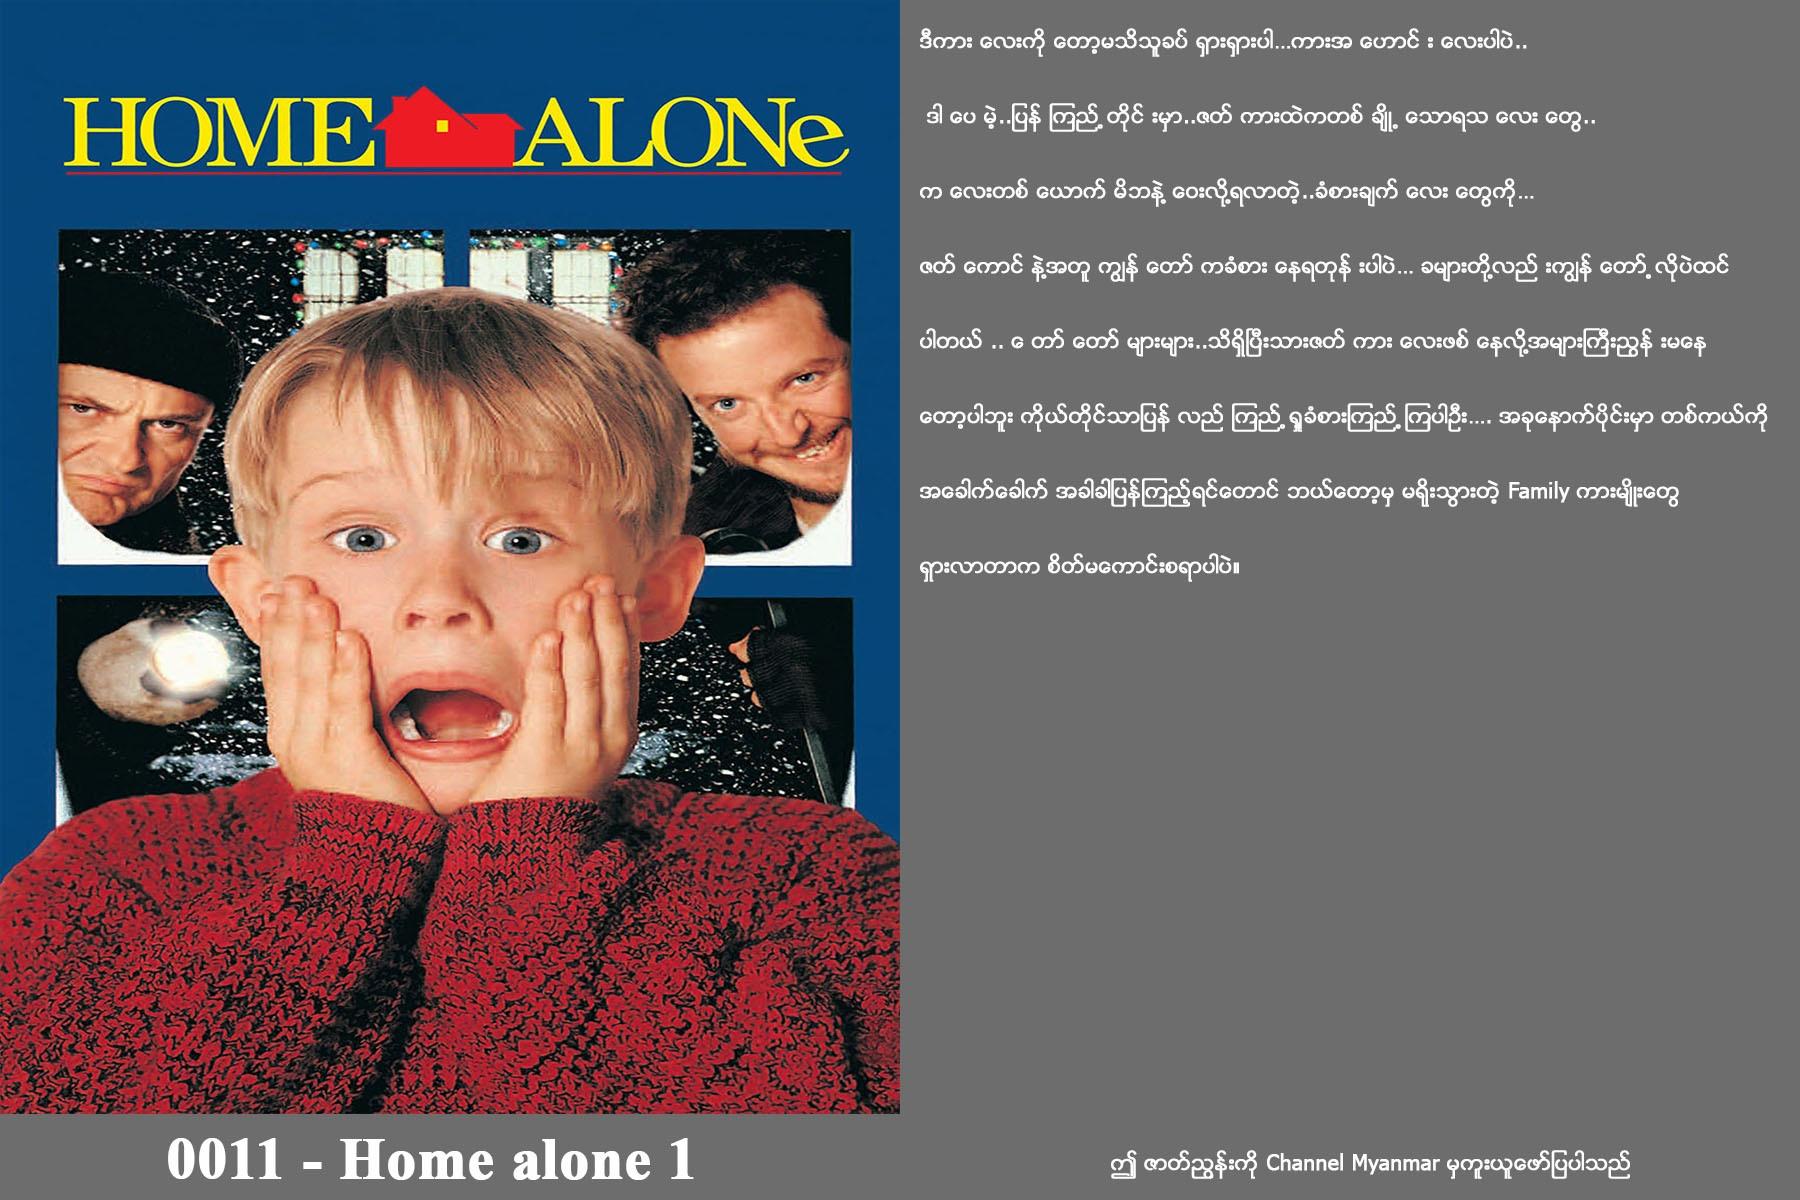 HOME ALONe
ဒီကား လေးကို တော့မသိသူခပ် ရှားရှားပါ...ကားအ ဟောင် း လေးပါပဲ..
ဒါ ပေ မဲ့..ပြန် ကြည့် တိုင် းမှာ..ဇတ် ကားထဲကတစ် ချို့ သောရသ လေး တွေ..
က လေးတစ် ယောက် မိဘနဲ့ ဝေးလို့ရလာတဲ့..ခံစားချက် လေး တွေကို...
ဇတ် ကောင် နဲ့အတူ ကျွန် တော် ကခံစား နေရတုန် းပါပဲ... ခများတို့လည် းကျွန် တော့် လိုပဲထင်
ပါတယ် .. ေ တာ် တော် များများ..သိရှိပြီးသားဇတ် ကား လေးဖစ် နေလို့အများကြီးညွန် းမနေ
တော့ပါဘူး ကိုယ်တိုင်သာပြန် လည် ကြည့် ရှုခံစားကြည့် ကြပါဦး.... အခုနောက်ပိုင်းမှာ တစ်ကယ်ကို
အခေါက်ခေါက် အခါခါပြန်ကြည့်ရင်တောင် ဘယ်တော့မှ မရိုးသွားတဲ့ Family ကားမျိုးတွေ
ရှားလာတာက စိတ်မကောင်းစရာပါပဲ။
0011 - Home alone 1
ဤ ဇာတ်ညွှန်းကို Channel Myanmar မှကူးယူဖော်ပြပါသည်